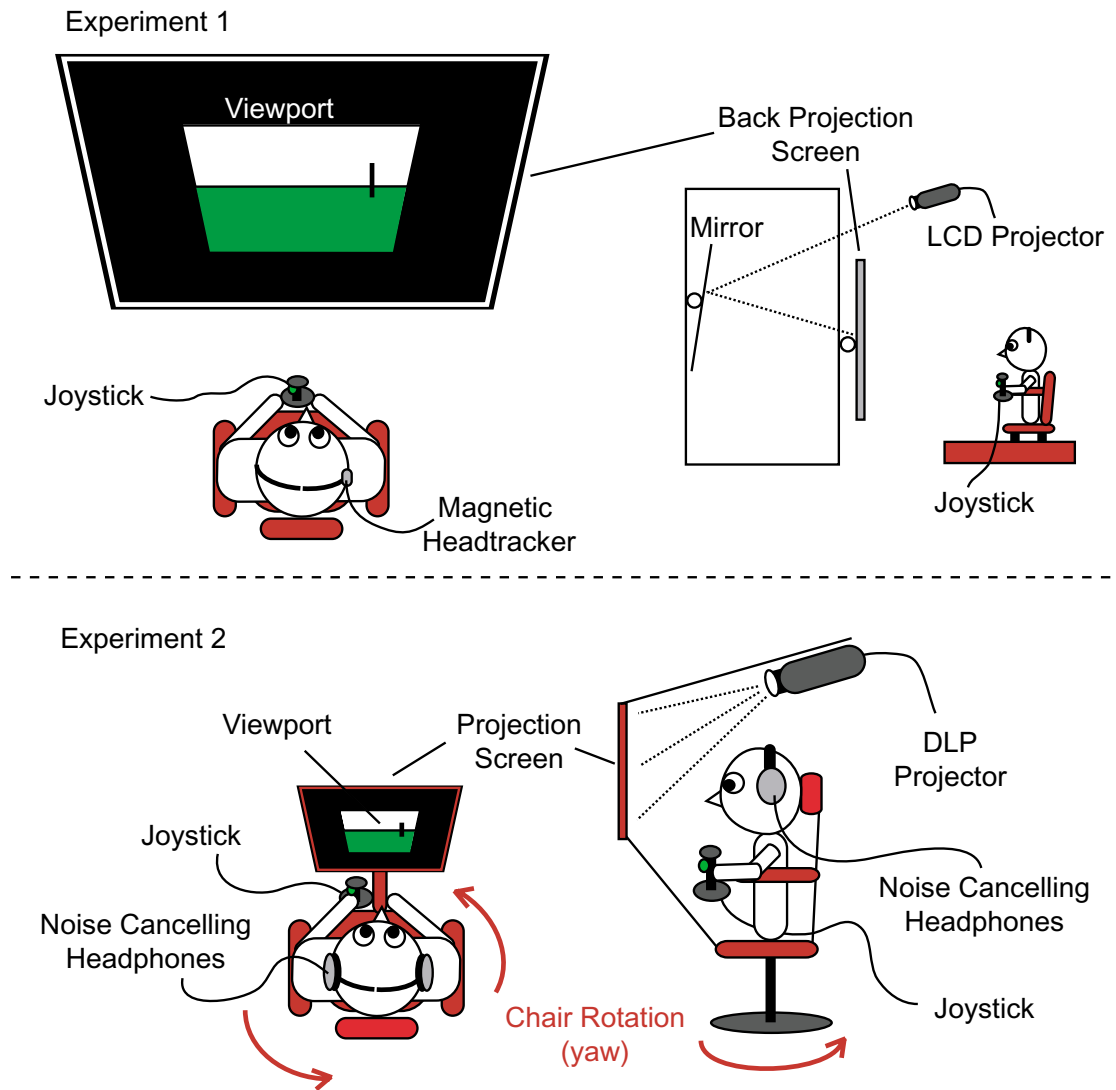 Experiment 1
Viewport
Back Projection
Screen
Mirror
LCD Projector
Joystick
Magnetic
Headtracker
Joystick
Experiment 2
Viewport
Projection
Screen
DLP
Projector
Joystick
Noise Cancelling
Headphones
Noise Cancelling
Headphones
Chair Rotation
(yaw)
Joystick